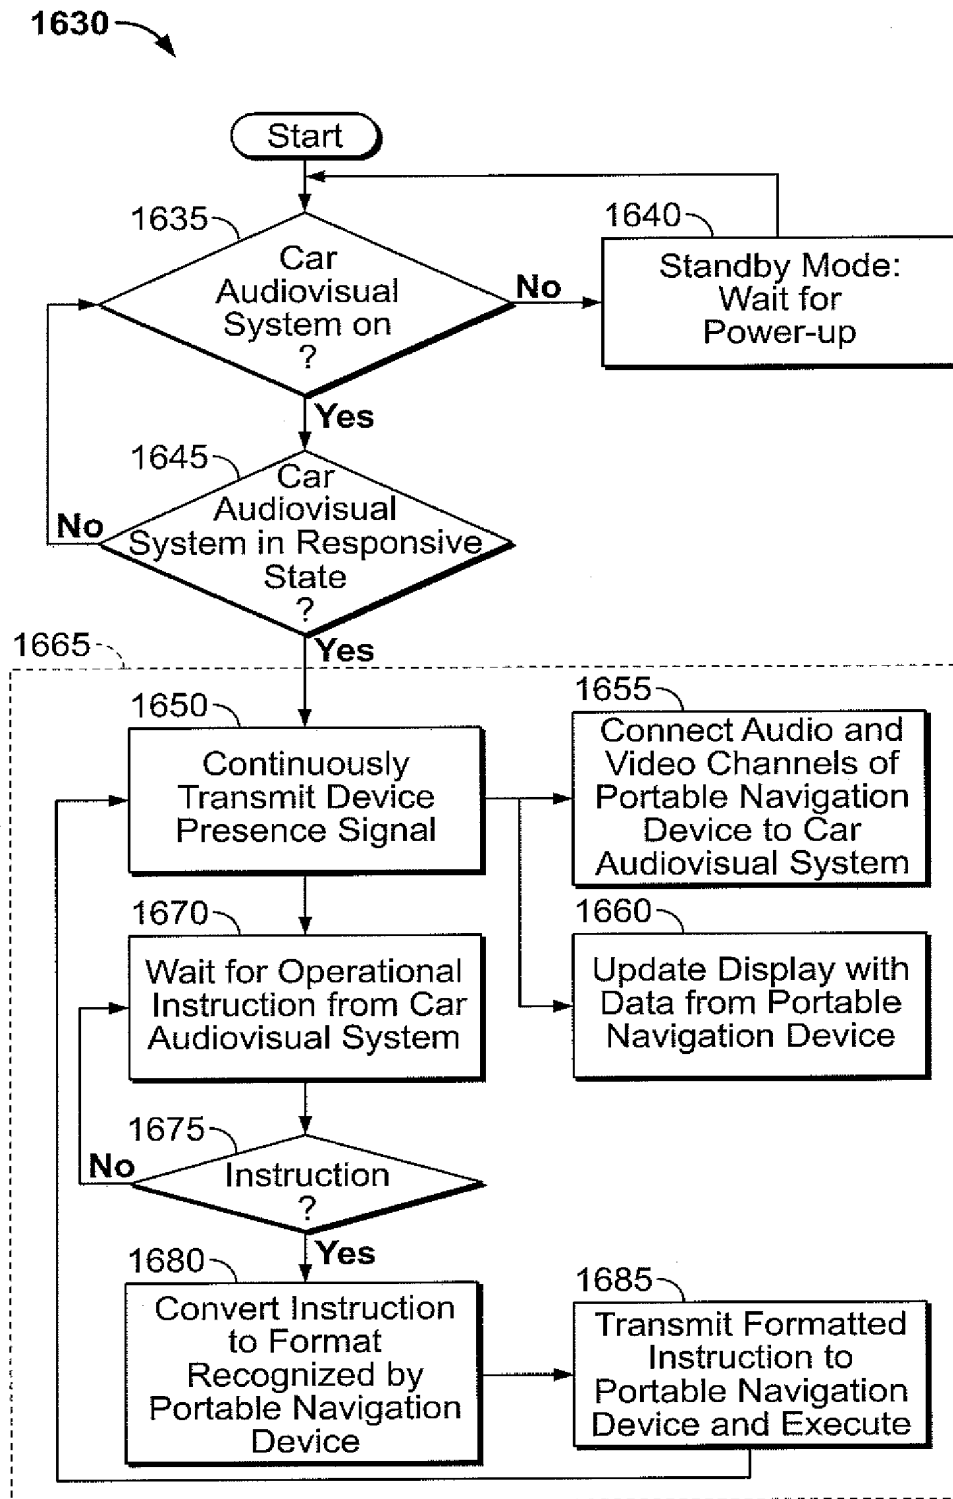 1630
Start
1635
Car
Audiovisual
System on
?
No
1640
Standby Mode:
Wait for
Power-up
Yes
1645
Car
Audiovisual
System in Responsive
State
?
No
Yes
1665
1650
Continuously
Transmit Device
Presence Signal
1655
Connect Audio and
Video Channels of
Portable Navigation
Device to Car
Audiovisual System
1670
Wait for Operational
Instruction from Car
Audiovisual System
1660
Update Display with
Data from Portable
Navigation Device
1675
Instruction
?
No
Yes
1680
Convert Instruction
to Format
Recognized by
Portable Navigation
Device
1685
Transmit Formatted
Instruction to
Portable Navigation
Device and Execute